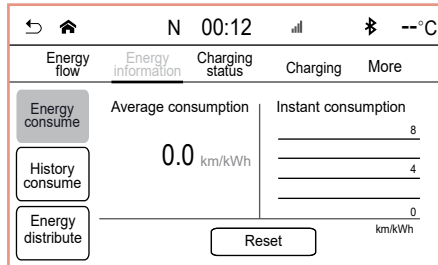 N 00:12 --°C
Energy flow
Energy information
Charging status
Charging
More
Energy consume
History consume
Energy distribute
Average consumption
0.0 km/kWh
Instant consumption
8
4
0
km/kWh
Reset